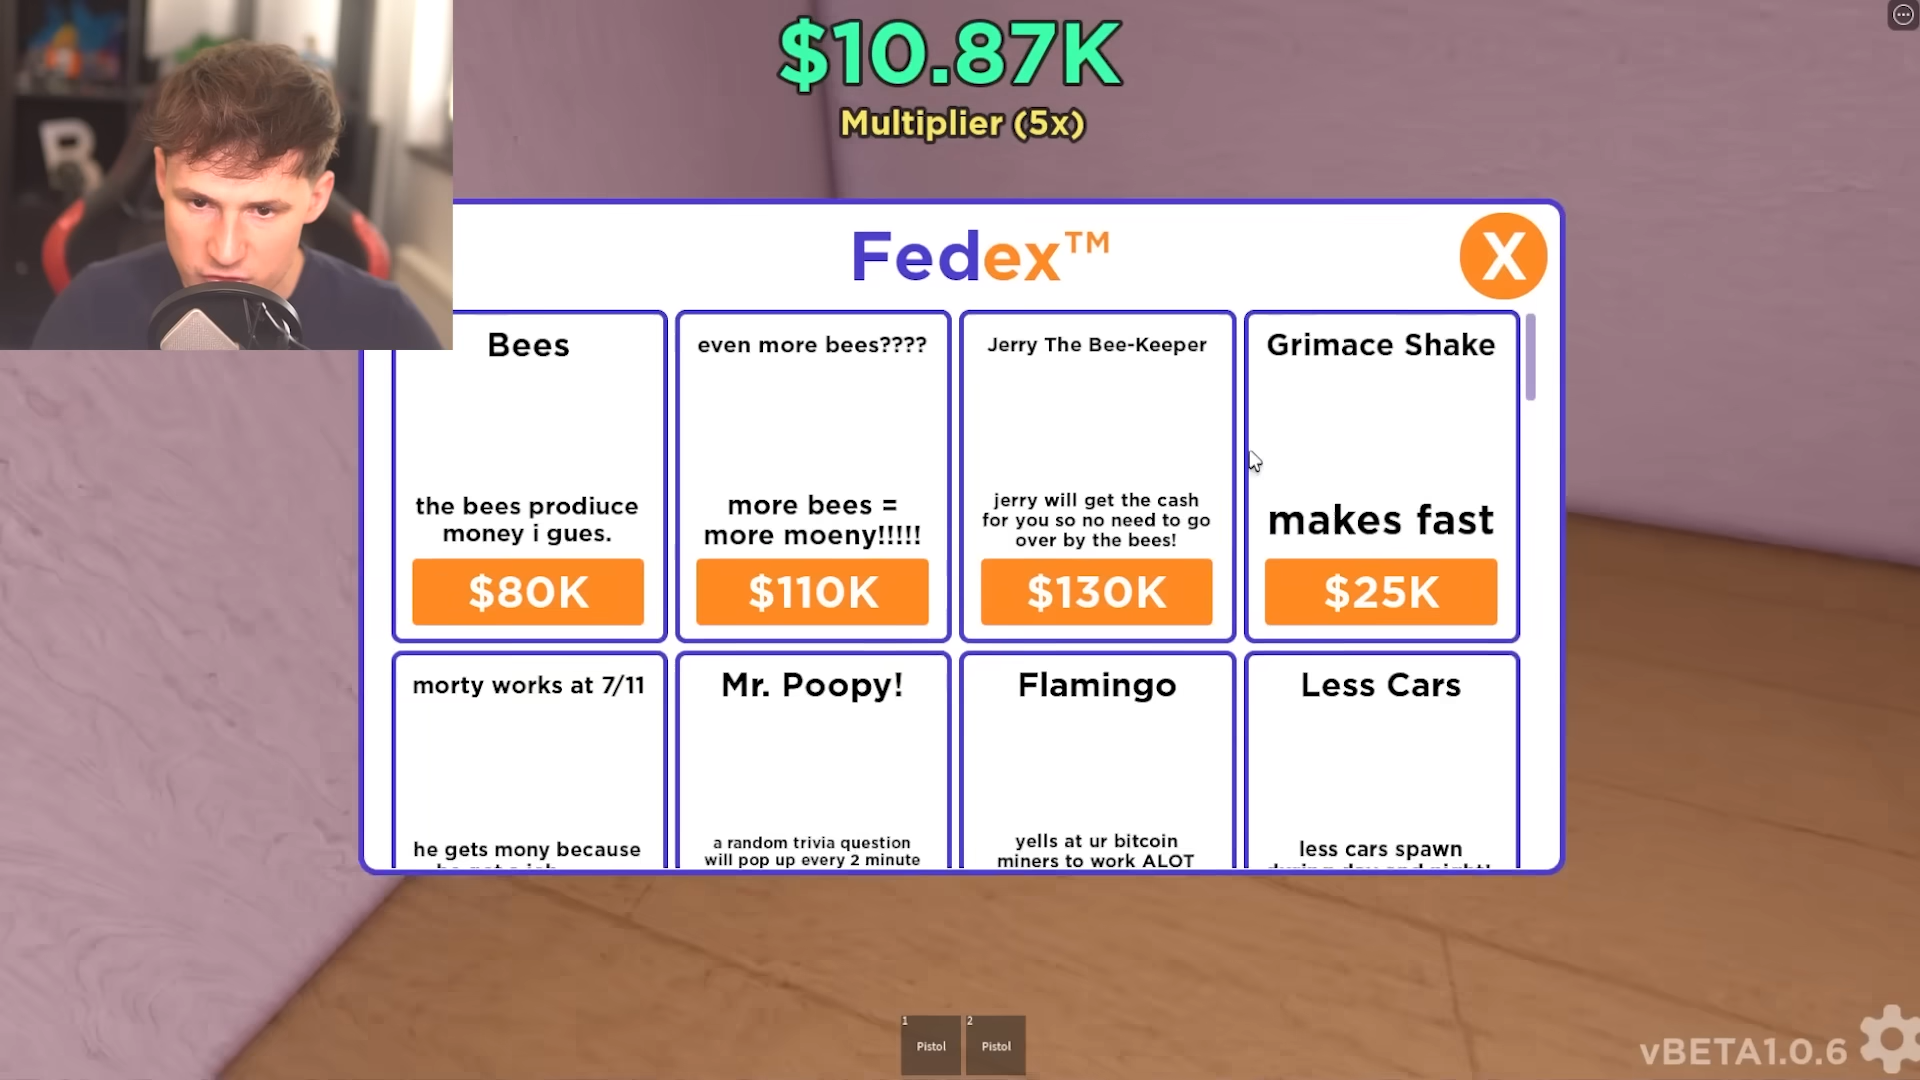 $10.87K
Multiplier (5x)
B
Fedex™
X
Bees
the bees prodiuce
money i gues.
$80K
even more bees????
more bees =
more moeny!!!!!
$110K
Jerry The Bee-Keeper
jerry will get the cash
for you so no need to go
over by the bees!
$130K
Grimace Shake
makes fast
$25K
morty works at 7/11
he gets mony because
Mr. Poopy!
a random trivia question
will pop up every 2 minute
Flamingo
yells at ur bitcoin
miners to work ALOT
Less Cars
less cars spawn
1
Pistol
2
Pistol
vBETA1.0.6